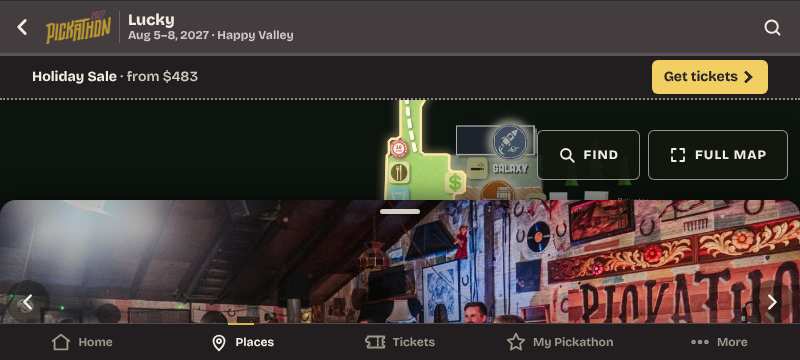 PICKATHON
Lucky
Aug 5–8, 2027 · Happy Valley
Holiday Sale · from $483
Get tickets
GALAXY
$
FIND
FULL MAP
PICKATHO
Home
Places
Tickets
My Pickathon
More